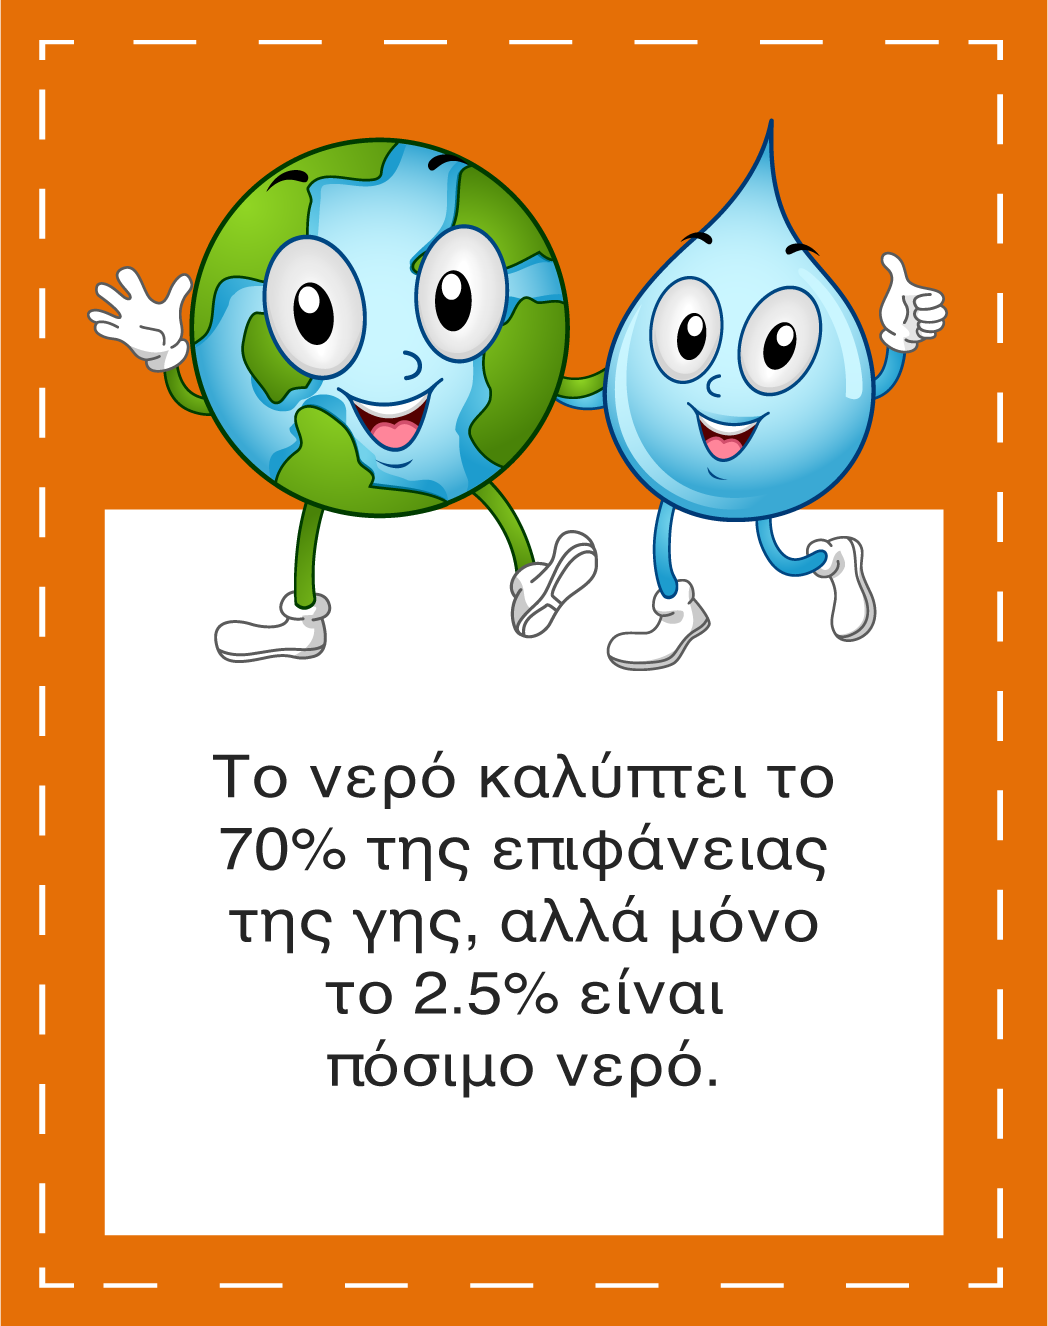 Το νερό καλύπτει το
70% της επιφάνειας
της γης, αλλά μόνο
το 2.5% είναι
πόσιμο νερό.